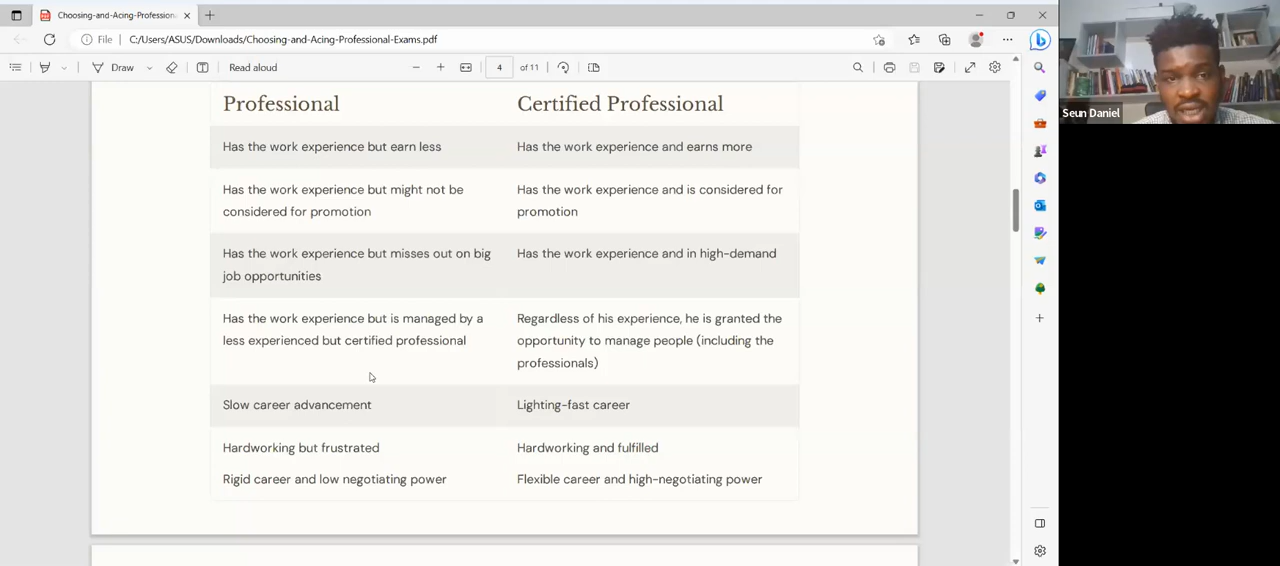 Choosing-and-Acing-Profession
File
C:/Users/ASUS/Downloads/Choosing-and-Acing-Professional-Exams.pdf
Draw
Read aloud
4
of 11
Seun Daniel
Professional
Certified Professional
Has the work experience but earn less
Has the work experience and earns more
Has the work experience but might not be
considered for promotion
Has the work experience and is considered for
promotion
Has the work experience but misses out on big
job opportunities
Has the work experience and in high-demand
Has the work experience but is managed by a
less experienced but certified professional
Regardless of his experience, he is granted the
opportunity to manage people (including the
professionals)
Slow career advancement
Lighting-fast career
Hardworking but frustrated
Hardworking and fulfilled
Rigid career and low negotiating power
Flexible career and high-negotiating power